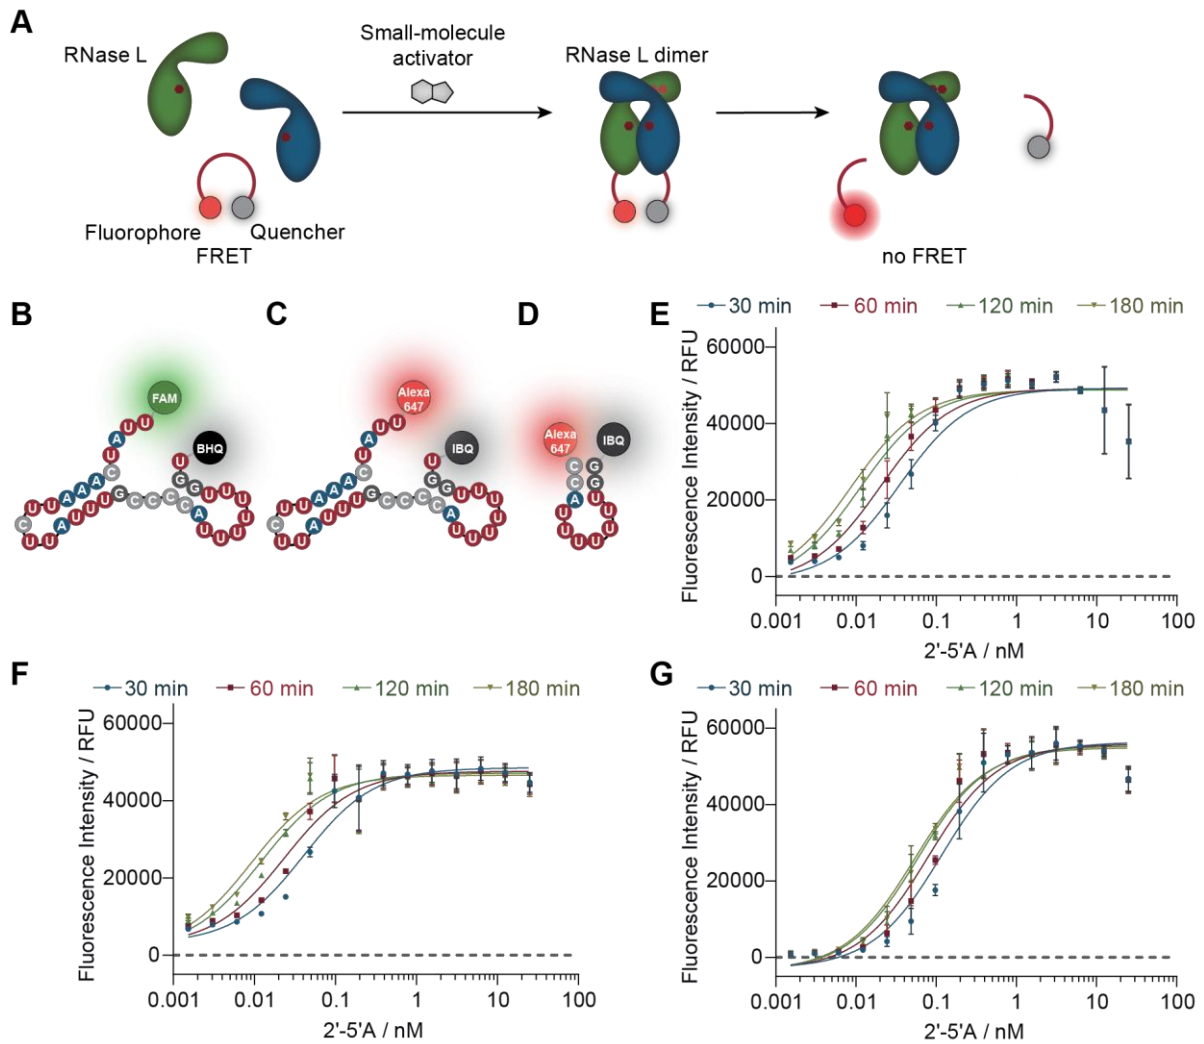 A
RNase L
Small-molecule
activator
RNase L dimer
Fluorophore
Quencher
FRET
no FRET
B
FAM
BHQ
U U A U C A A A U U C U U A U U U G C C C C A U U U U U U U G G U
C
Alexa
647
IBQ
U U A U C A A A U U C U U A U U U G C C C C A U U U U U U U G G U
D
Alexa
647
IBQ
C G
C G
A U
U U
U U
U
E
30 min 60 min 120 min 180 min
Fluorescence Intensity / RFU
60000
40000
20000
0
0.001 0.01 0.1 1 10 100
2'-5'A / nM
F
30 min 60 min 120 min 180 min
Fluorescence Intensity / RFU
60000
40000
20000
0
0.001 0.01 0.1 1 10 100
2'-5'A / nM
G
30 min 60 min 120 min 180 min
Fluorescence Intensity / RFU
60000
40000
20000
0
0.001 0.01 0.1 1 10 100
2'-5'A / nM